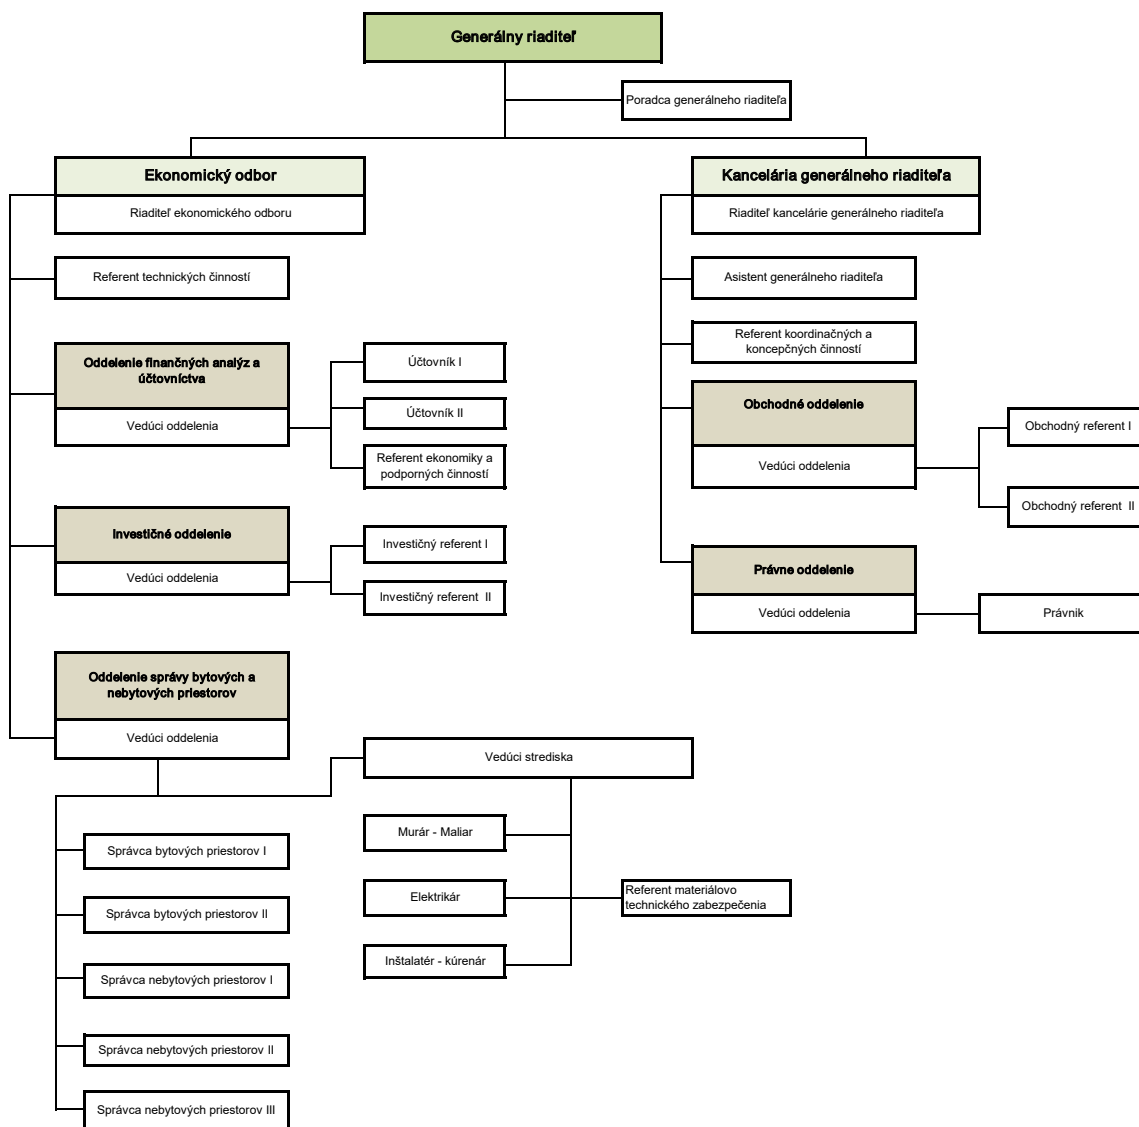 Generálny riaditeľ
Poradca generálneho riaditeľa
Ekonomický odbor
Riaditeľ ekonomického odboru
Referent technických činností
Oddelenie finančných analýz a
účtovníctva
Vedúci oddelenia
Účtovník I
Účtovník II
Referent ekonomiky a
podporných činností
Investičné oddelenie
Vedúci oddelenia
Investičný referent I
Investičný referent  II
Oddelenie správy bytových a
nebytových priestorov
Vedúci oddelenia
Správca bytových priestorov I
Správca bytových priestorov II
Správca nebytových priestorov I
Správca nebytových priestorov II
Správca nebytových priestorov III
Vedúci strediska
Murár - Maliar
Elektrikár
Inštalatér - kúrenár
Referent materiálovo
technického zabezpečenia
Kancelária generálneho riaditeľa
Riaditeľ kancelárie generálneho riaditeľa
Asistent generálneho riaditeľa
Referent koordinačných a
koncepčných činností
Obchodné oddelenie
Vedúci oddelenia
Obchodný referent I
Obchodný referent  II
Právne oddelenie
Vedúci oddelenia
Právnik